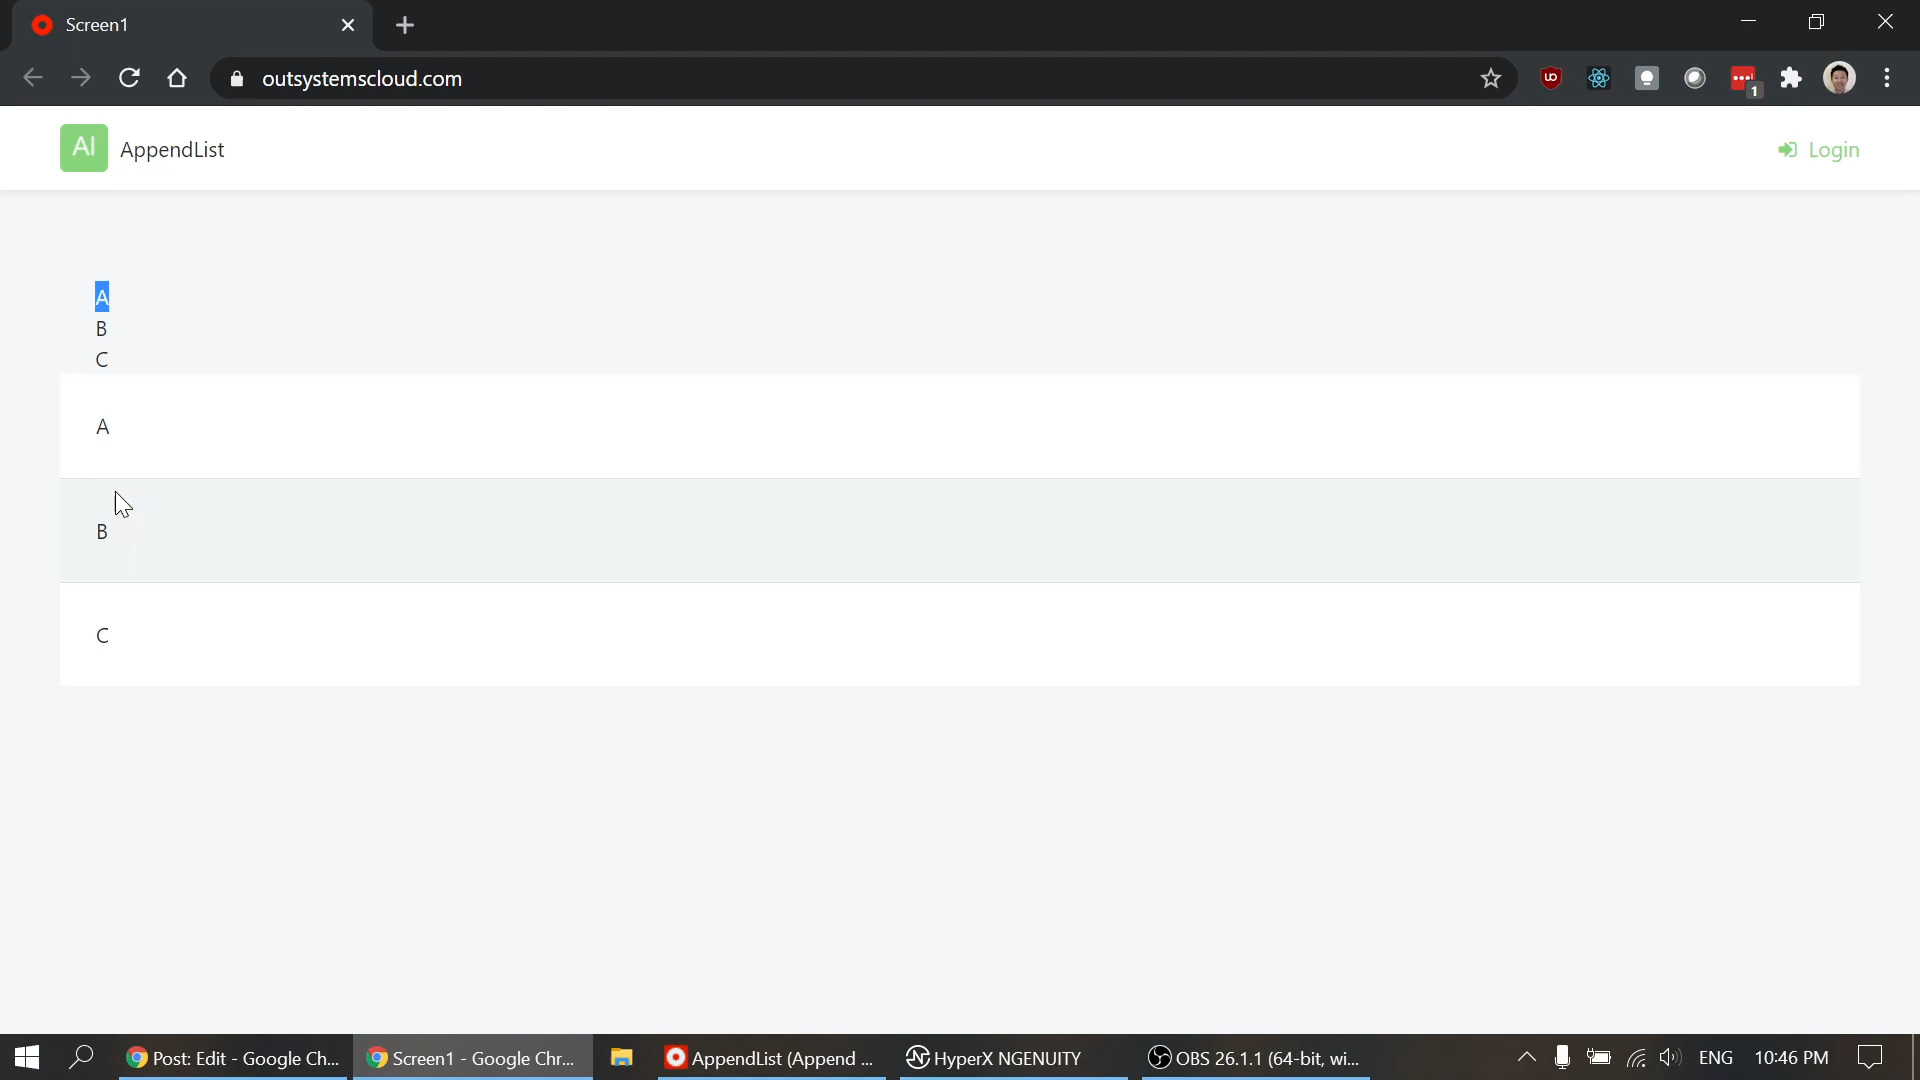 Screen1
outsystemscloud.com
1
AI AppendList
Login
A
B
C
A
B
C
Post: Edit - Google Ch...
Screen1 - Google Chr...
AppendList (Append ...
HyperX NGENUITY
OBS 26.1.1 (64-bit, wi...
ENG
10:46 PM